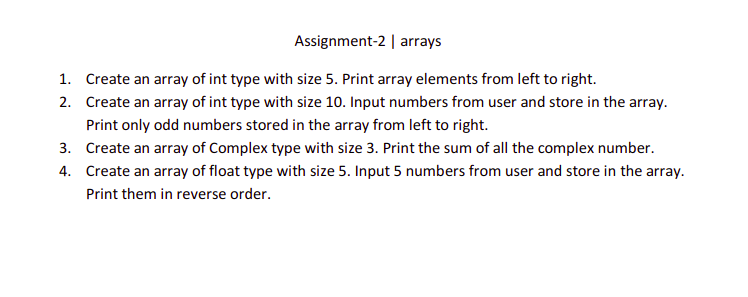 Assignment-2 | arrays
1. Create an array of int type with size 5. Print array elements from left to right.
2. Create an array of int type with size 10. Input numbers from user and store in the array.
Print only odd numbers stored in the array from left to right.
3. Create an array of Complex type with size 3. Print the sum of all the complex number.
4. Create an array of float type with size 5. Input 5 numbers from user and store in the array.
Print them in reverse order.